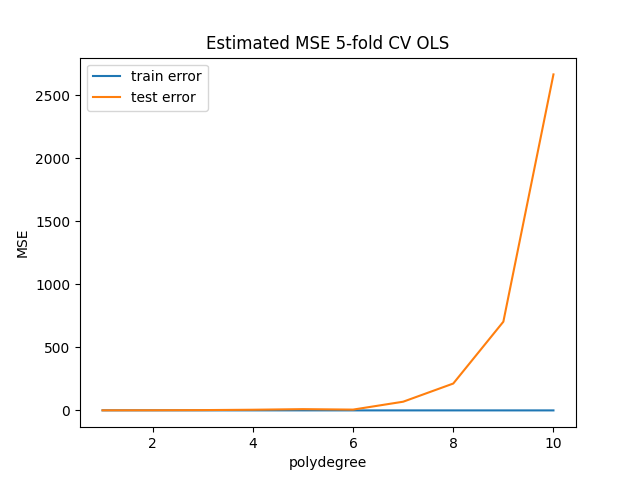 Estimated MSE 5-fold CV OLS
train error
test error
2500
2000
1500
1000
500
0
MSE
2
4
6
8
10
polydegree